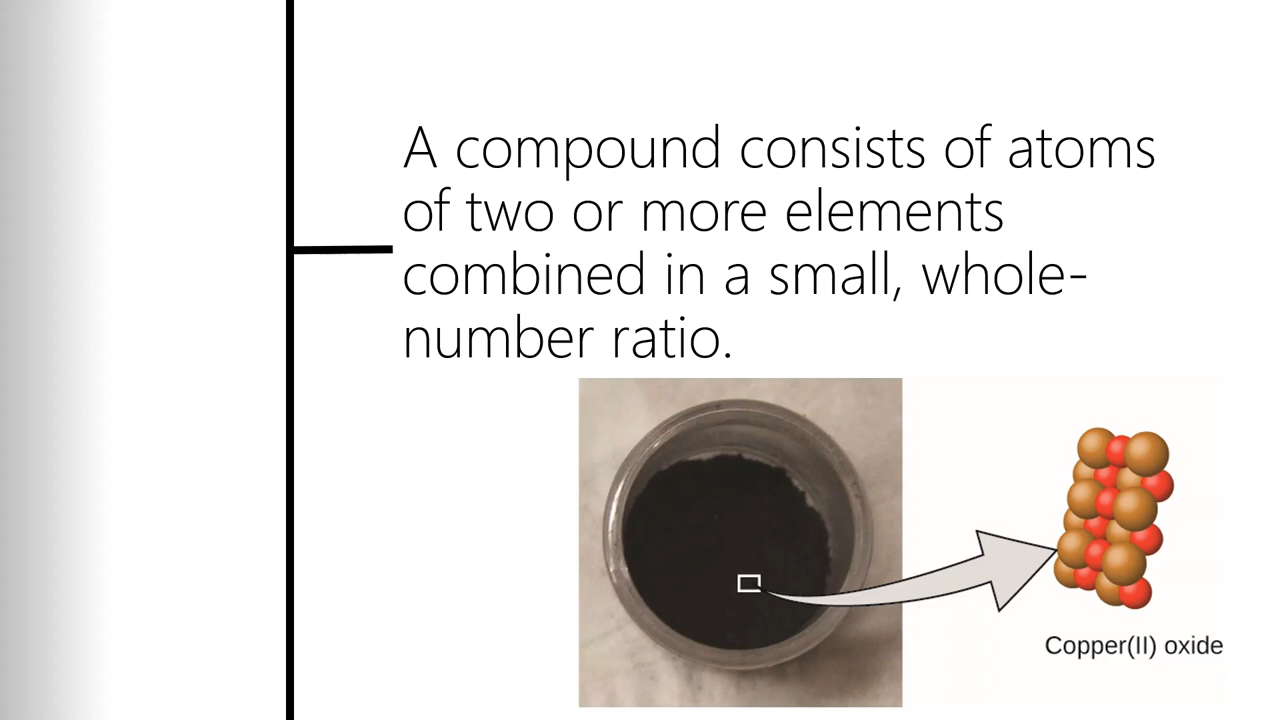 A compound consists of atoms
of two or more elements
combined in a small, whole-
number ratio.
Copper(II) oxide